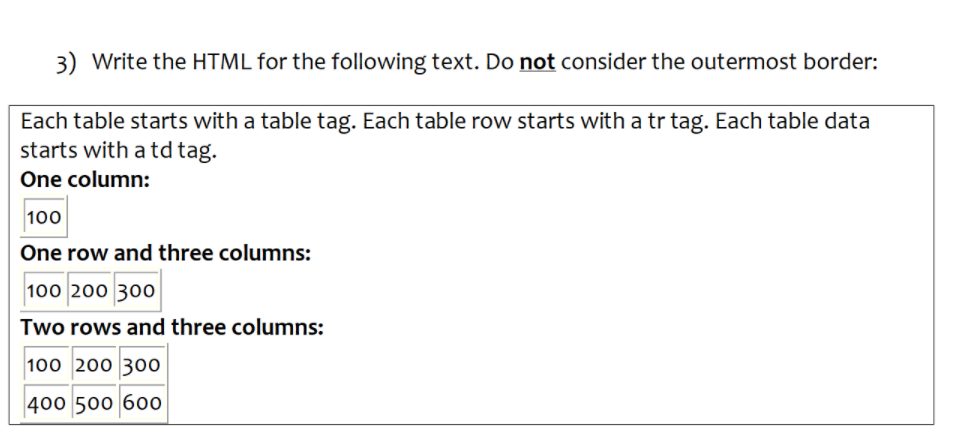 3) Write the HTML for the following text. Do not consider the outermost border:
Each table starts with a table tag. Each table row starts with a tr tag. Each table data
starts with a td tag.
One column:
100
One row and three columns:
100 200 300
Two rows and three columns:
100 200 300
400 500 600